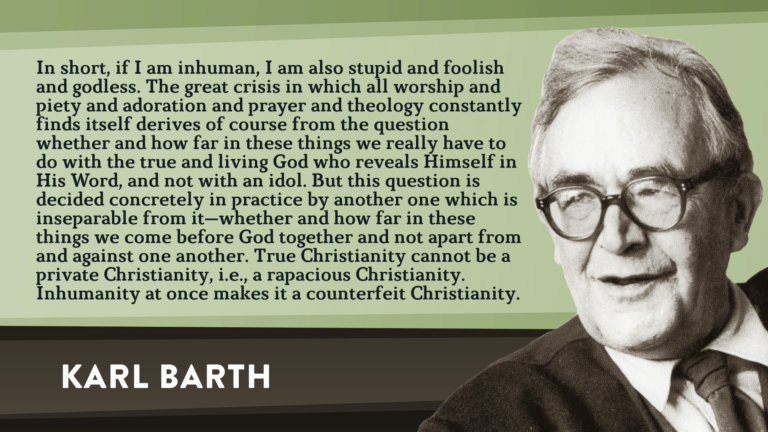 In short, if I am inhuman, I am also stupid and foolish
and godless. The great crisis in which all worship and
piety and adoration and prayer and theology constantly
finds itself derives of course from the question
whether and how far in these things we really have to
do with the true and living God who reveals Himself in
His Word, and not with an idol. But this question is
decided concretely in practice by another one which is
inseparable from it—whether and how far in these
things we come before God together and not apart from
and against one another. True Christianity cannot be a
private Christianity, i.e., a rapacious Christianity.
Inhumanity at once makes it a counterfeit Christianity.
KARL BARTH